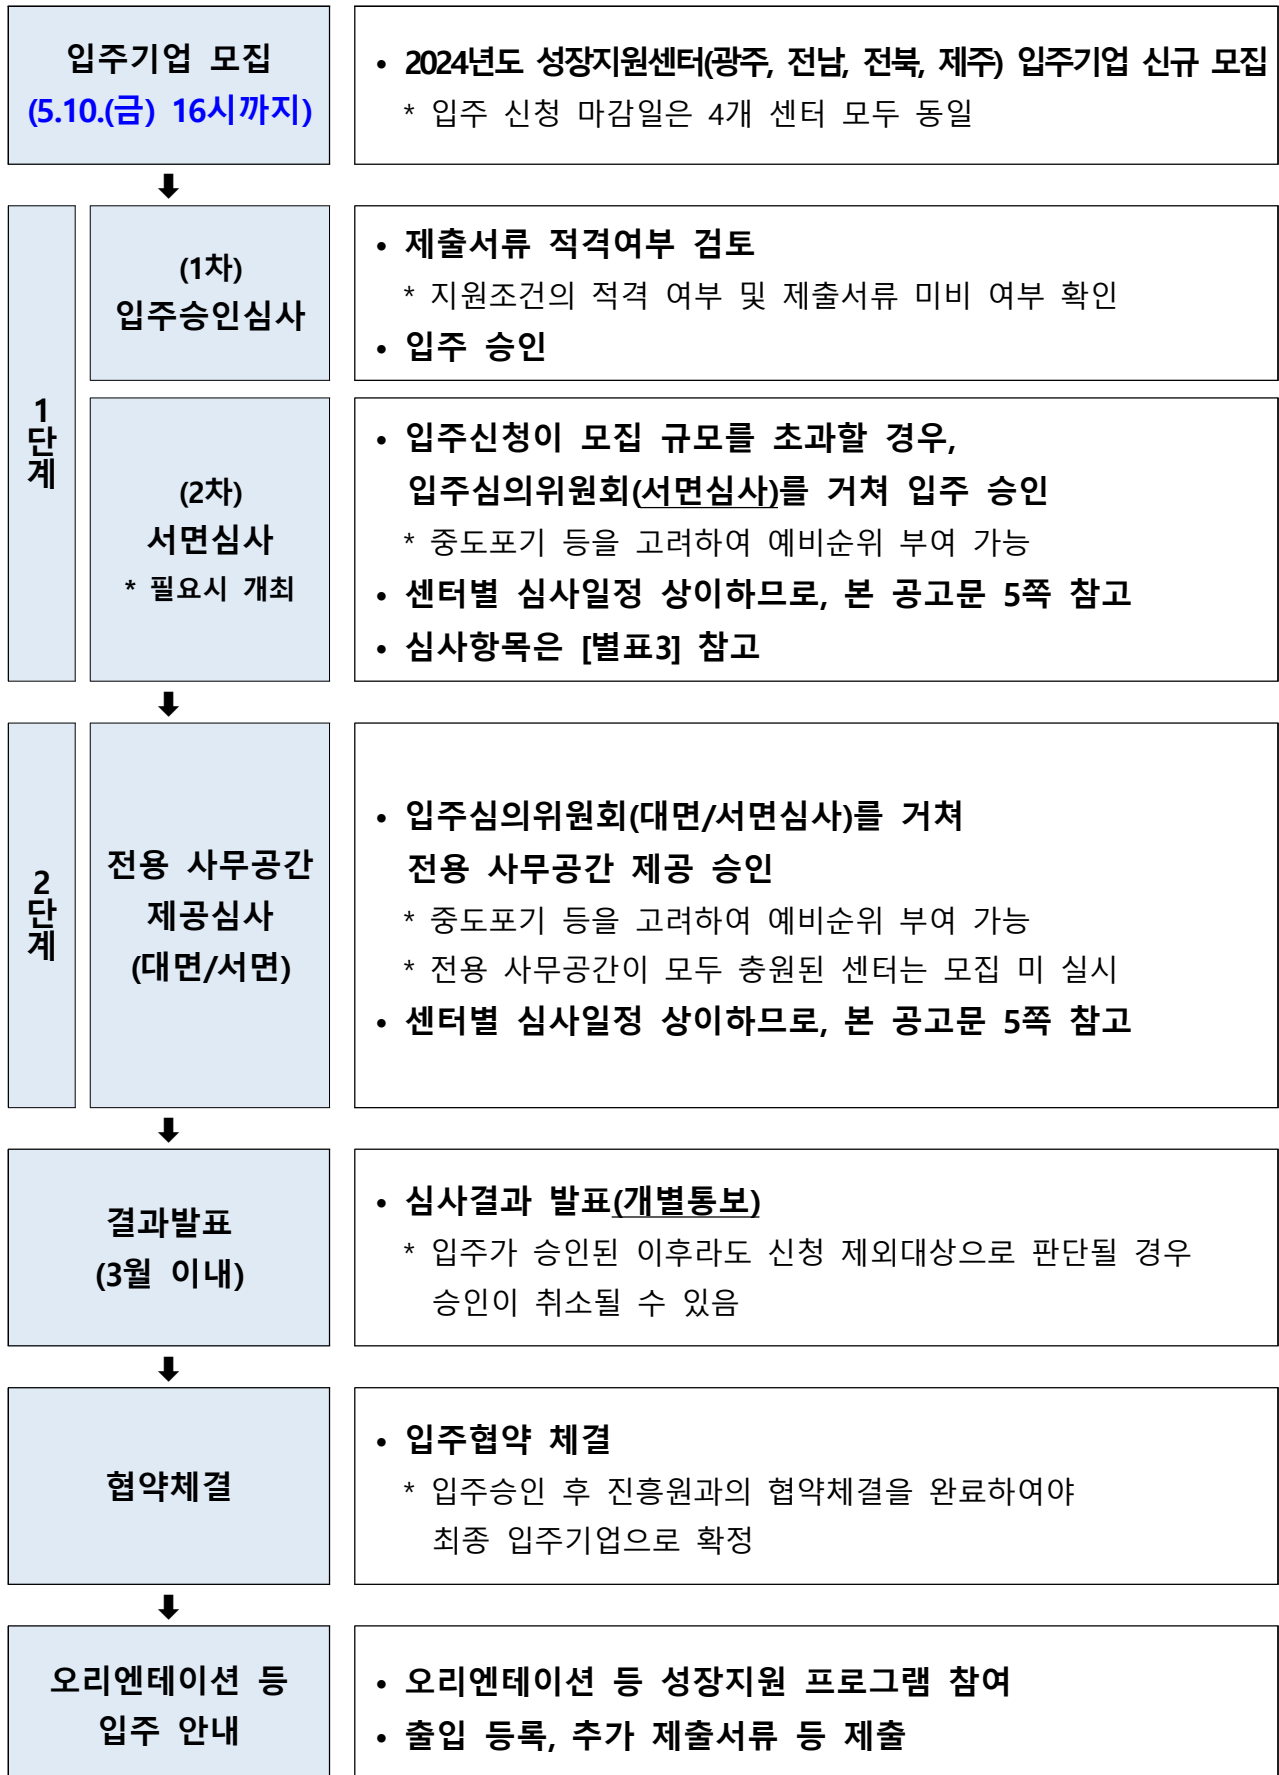 입주기업 모집
(5.10.(금) 16시까지)
• 2024년도 성장지원센터(광주, 전남, 전북, 제주) 입주기업 신규 모집
* 입주 신청 마감일은 4개 센터 모두 동일
⬇
1단계
(1차)
입주승인심사
• 제출서류 적격여부 검토
* 지원조건의 적격 여부 및 제출서류 미비 여부 확인
• 입주 승인
(2차)
서면심사
* 필요시 개최
• 입주신청이 모집 규모를 초과할 경우,
입주심의위원회(서면심사)를 거쳐 입주 승인
* 중도포기 등을 고려하여 예비순위 부여 가능
• 센터별 심사일정 상이하므로, 본 공고문 5쪽 참고
• 심사항목은 [별표3] 참고
⬇
2단계
전용 사무공간
제공심사
(대면/서면)
• 입주심의위원회(대면/서면심사)를 거쳐
전용 사무공간 제공 승인
* 중도포기 등을 고려하여 예비순위 부여 가능
* 전용 사무공간이 모두 충원된 센터는 모집 미 실시
• 센터별 심사일정 상이하므로, 본 공고문 5쪽 참고
⬇
결과발표
(3월 이내)
• 심사결과 발표(개별통보)
* 입주가 승인된 이후라도 신청 제외대상으로 판단될 경우
승인이 취소될 수 있음
⬇
협약체결
• 입주협약 체결
* 입주승인 후 진흥원과의 협약체결을 완료하여야
최종 입주기업으로 확정
⬇
오리엔테이션 등
입주 안내
• 오리엔테이션 등 성장지원 프로그램 참여
• 출입 등록, 추가 제출서류 등 제출